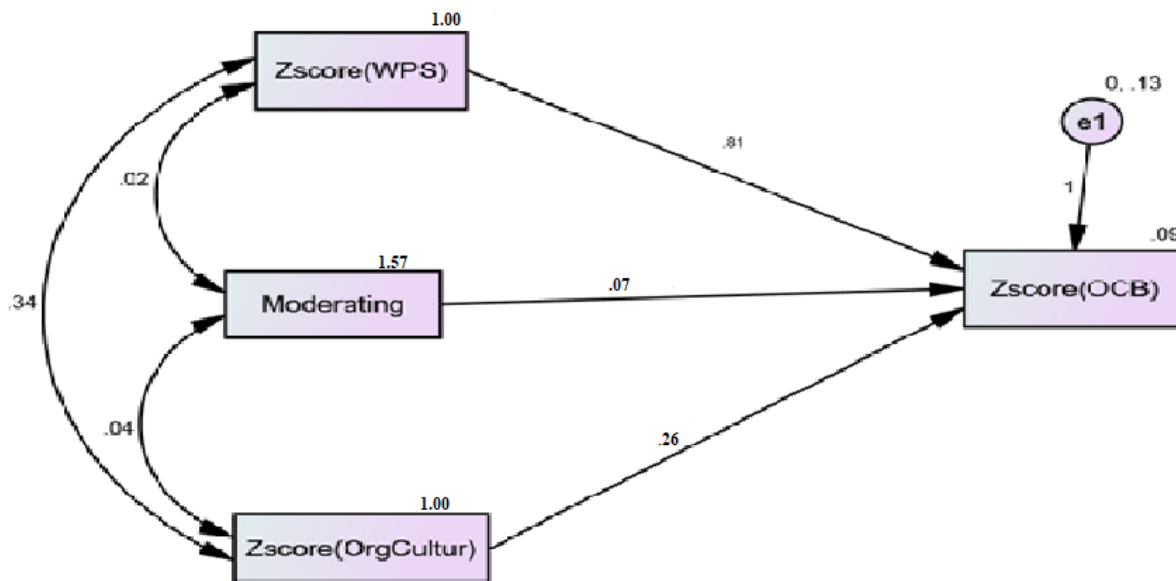 1.00
Zscore(WPS)
0, .13
e1
.81
1
.02
.09
1.57
Moderating
.07
Zscore(OCB)
.34
.04
.26
1.00
Zscore(OrgCultur)